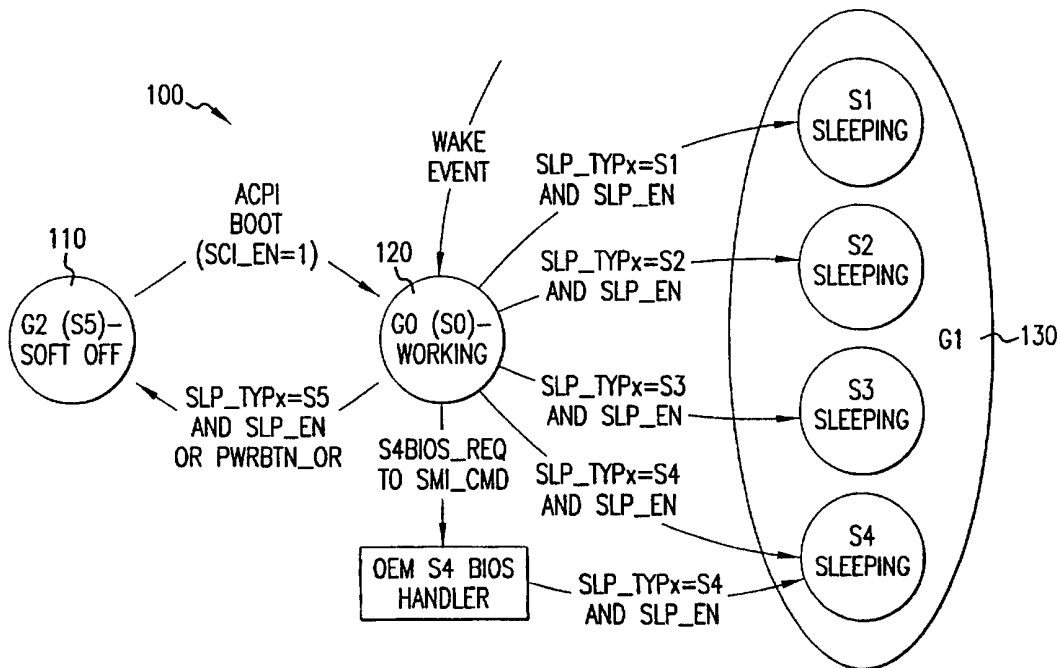 100
WAKE
EVENT
ACPI
BOOT
(SCI_EN=1)
110
G2 (S5)–
SOFT OFF
120
G0 (S0)–
WORKING
SLP_TYPx=S5
AND SLP_EN
OR PWRBTN_OR
S4BIOS_REQ
TO SMI_CMD
OEM S4 BIOS
HANDLER
SLP_TYPx=S1
AND SLP_EN
SLP_TYPx=S2
AND SLP_EN
SLP_TYPx=S3
AND SLP_EN
SLP_TYPx=S4
AND SLP_EN
SLP_TYPx=S4
AND SLP_EN
S1
SLEEPING
S2
SLEEPING
S3
SLEEPING
S4
SLEEPING
G1
130